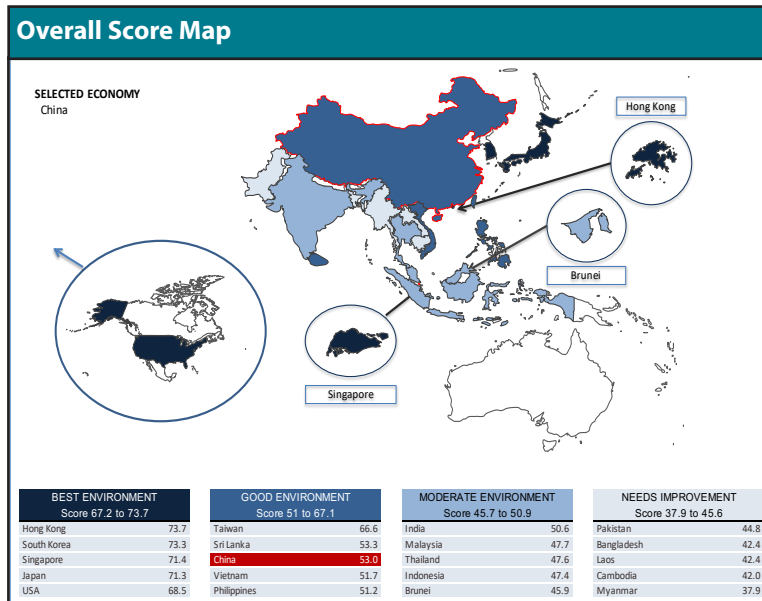 Overall Score Map
SELECTED ECONOMY
China
Hong Kong
Brunei
Singapore
BEST ENVIRONMENT
Score 67.2 to 73.7
Hong Kong 73.7
South Korea 73.3
Singapore 71.4
Japan 71.3
USA 68.5
GOOD ENVIRONMENT
Score 51 to 67.1
Taiwan 66.6
Sri Lanka 53.3
China 53.0
Vietnam 51.7
Philippines 51.2
MODERATE ENVIRONMENT
Score 45.7 to 50.9
India 50.6
Malaysia 47.7
Thailand 47.6
Indonesia 47.4
Brunei 45.9
NEEDS IMPROVEMENT
Score 37.9 to 45.6
Pakistan 44.8
Bangladesh 42.4
Laos 42.4
Cambodia 42.0
Myanmar 37.9